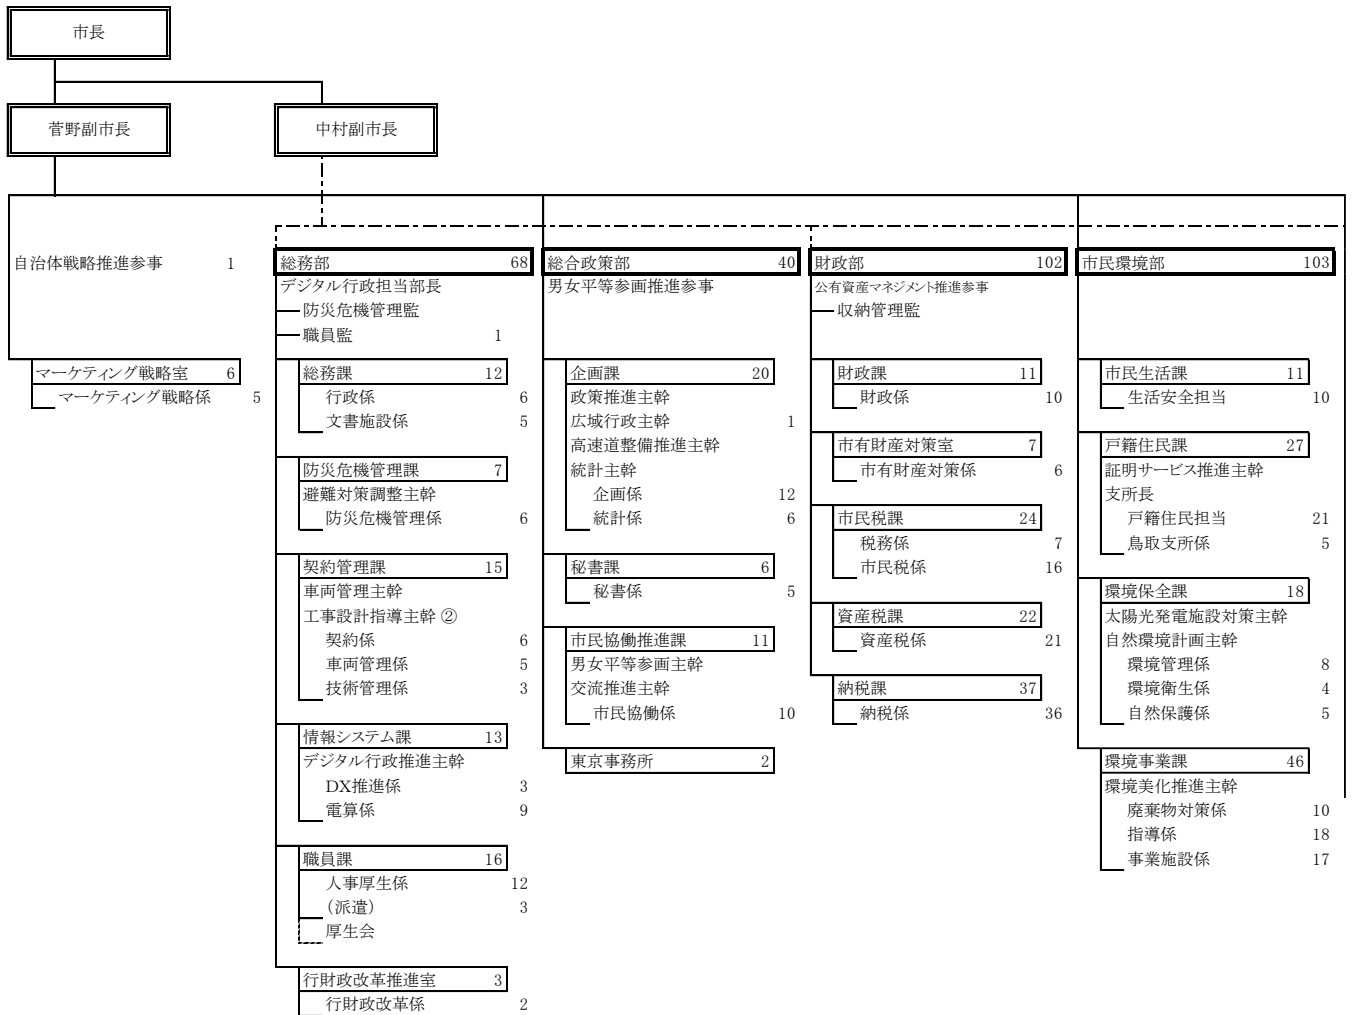 市長
菅野副市長
中村副市長
自治体戦略推進参事 1
マーケティング戦略室 6
マーケティング戦略係 5
総務部 68
デジタル行政担当部長
防災危機管理監
職員監 1
総務課 12
行政係 6
文書施設係 5
防災危機管理課 7
避難対策調整主幹
防災危機管理係 6
契約管理課 15
車両管理主幹
工事設計指導主幹 ②
契約係 6
車両管理係 5
技術管理係 3
情報システム課 13
デジタル行政推進主幹
DX推進係 3
電算係 9
職員課 16
人事厚生係 12
(派遣) 3
厚生会
行財政改革推進室 3
行財政改革係 2
総合政策部 40
男女平等参画推進参事
企画課 20
政策推進主幹
広域行政主幹 1
高速道整備推進主幹
統計主幹
企画係 12
統計係 6
秘書課 6
秘書係 5
市民協働推進課 11
男女平等参画主幹
交流推進主幹
市民協働係 10
東京事務所 2
財政部 102
公有資産マネジメント推進参事
収納管理監
財政課 11
財政係 10
市有財産対策室 7
市有財産対策係 6
市民税課 24
税務係 7
市民税係 16
資産税課 22
資産税係 21
納税課 37
納税係 36
市民環境部 103
市民生活課 11
生活安全担当 10
戸籍住民課 27
証明サービス推進主幹
支所長
戸籍住民担当 21
鳥取支所係 5
環境保全課 18
太陽光発電施設対策主幹
自然環境計画主幹
環境管理係 8
環境衛生係 4
自然保護係 5
環境事業課 46
環境美化推進主幹
廃棄物対策係 10
指導係 18
事業施設係 17